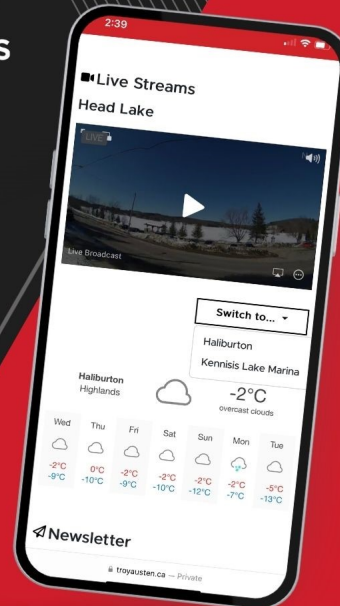 S
2:39
Live Streams
Head Lake
LIVE
Live Broadcast
Switch to...
Haliburton
Kennisis Lake Marina
Haliburton
Highlands
-2°C
overcast clouds
Wed Thu Fri Sat Sun Mon Tue
-2°C 0°C -2°C -2°C -2°C -2°C -5°C
-9°C -10°C -9°C -10°C -12°C -7°C -13°C
Newsletter
troyausten.ca — Private